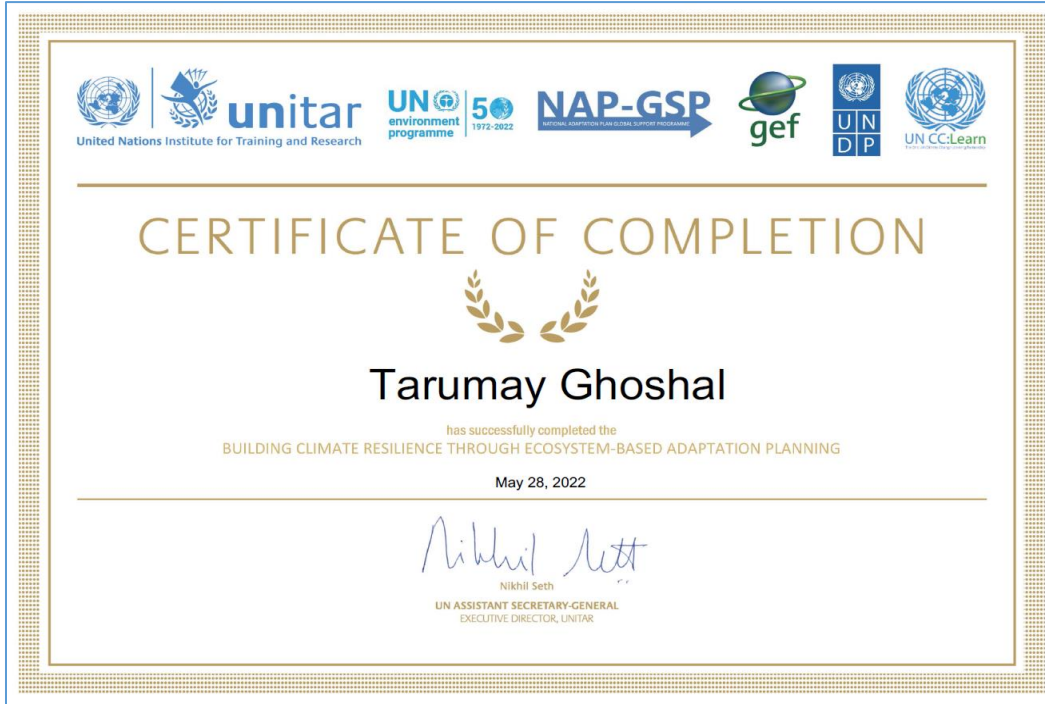 unitar
United Nations Institute for Training and Research
UN
environment
programme
50
1972-2022
NAP-GSP
NATIONAL ADAPTATION PLAN GLOBAL SUPPORT PROGRAMME
gef
U N
D P
UN CC:Learn
CERTIFICATE OF COMPLETION
Tarumay Ghoshal
has successfully completed the
BUILDING CLIMATE RESILIENCE THROUGH ECOSYSTEM-BASED ADAPTATION PLANNING
May 28, 2022
Nikhil Seth
Nikhil Seth
UN ASSISTANT SECRETARY-GENERAL
EXECUTIVE DIRECTOR, UNITAR